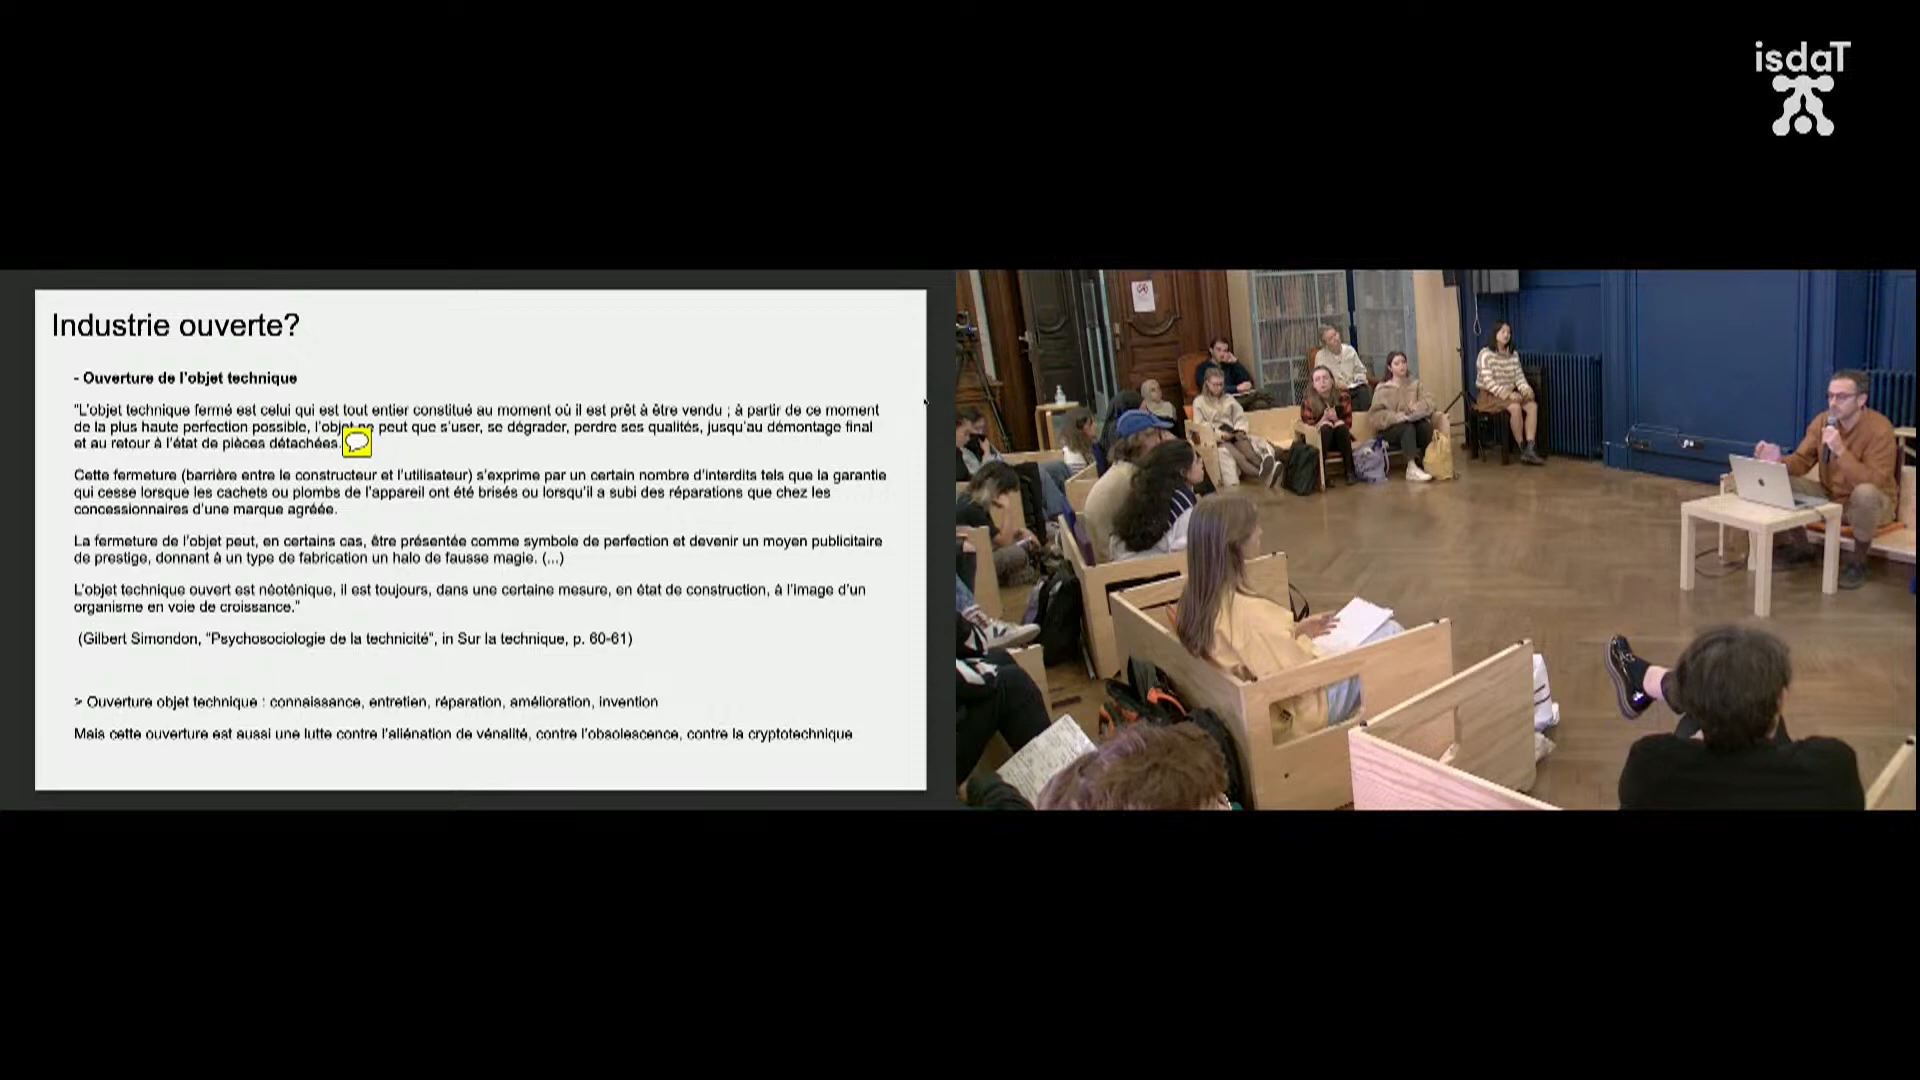 isdaT
Industrie ouverte?
- Ouverture de l'objet technique
"L'objet technique fermé est celui qui est tout entier constitué au moment où il est prêt à être vendu ; à partir de ce moment
de la plus haute perfection possible, l'objet ne peut que s'user, se dégrader, perdre ses qualités, jusqu'au démontage final
et au retour à l'état de pièces détachées.
Cette fermeture (barrière entre le constructeur et l'utilisateur) s'exprime par un certain nombre d'interdits tels que la garantie
qui cesse lorsque les cachets ou plombs de l'appareil ont été brisés ou lorsqu'il a subi des réparations que chez les
concessionnaires d'une marque agréée.
La fermeture de l'objet peut, en certains cas, être présentée comme symbole de perfection et devenir un moyen publicitaire
de prestige, donnant à un type de fabrication un halo de fausse magie. (...)
L'objet technique ouvert est néoténique, il est toujours, dans une certaine mesure, en état de construction, à l'image d'un
organisme en voie de croissance."
(Gilbert Simondon, "Psychosociologie de la technicité", in Sur la technique, p. 60-61)
> Ouverture objet technique : connaissance, entretien, réparation, amélioration, invention
Mais cette ouverture est aussi une lutte contre l'aliénation de vénalité, contre l'obsolescence, contre la cryptotechnique